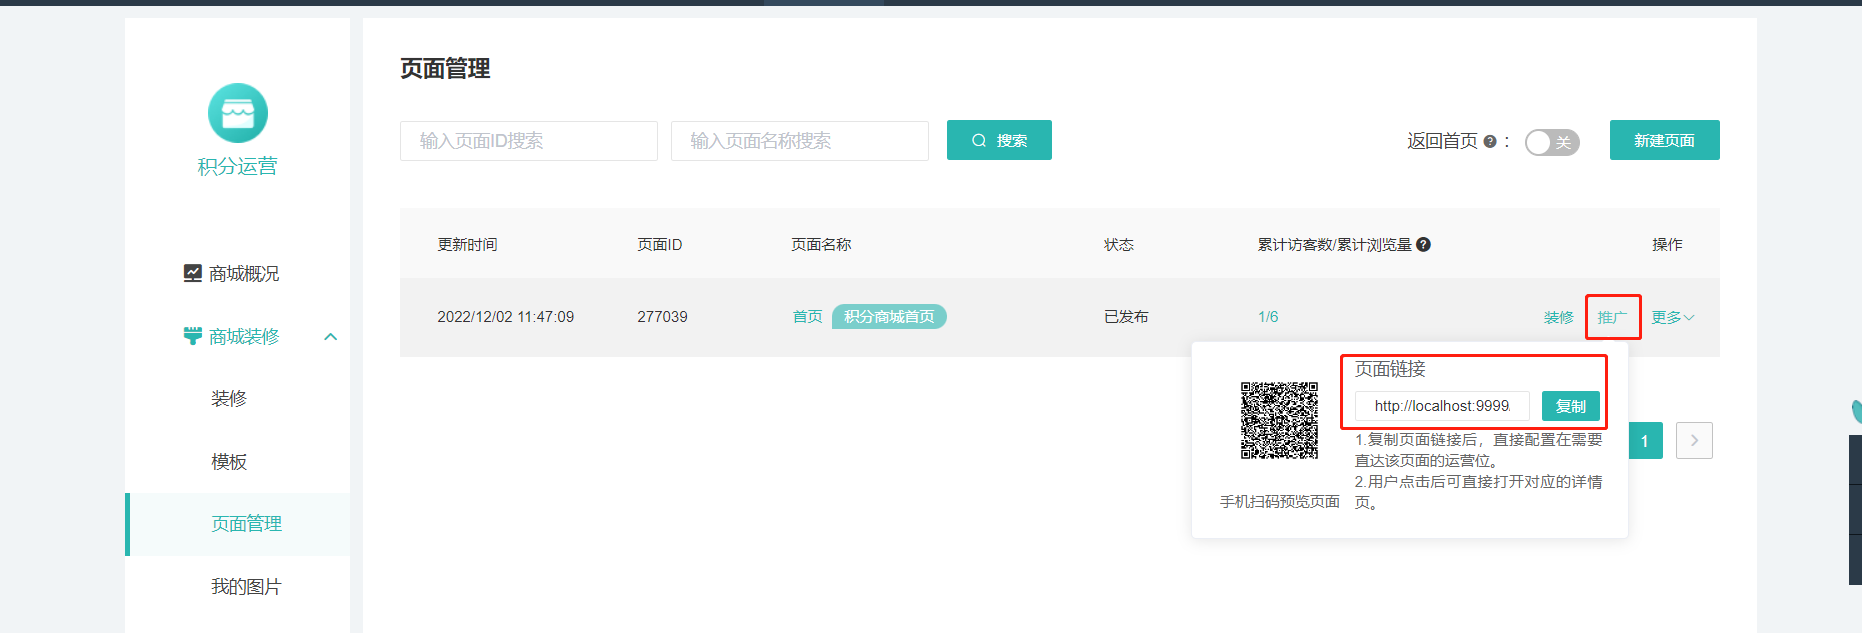 积分运营
商城概况
商城装修
装修
模板
页面管理
我的图片
页面管理
输入页面ID搜索
输入页面名称搜索
搜索
返回首页 ? :
关
新建页面
更新时间
页面ID
页面名称
状态
累计访客数/累计浏览量 ?
操作
2022/12/02 11:47:09
277039
首页
积分商城首页
已发布
1/6
装修
推广
更多
手机扫码预览页面
页面链接
http://localhost:9999
复制
1.复制页面链接后，直接配置在需要
直达该页面的运营位。
2.用户点击后可直接打开对应的详情
页。
1